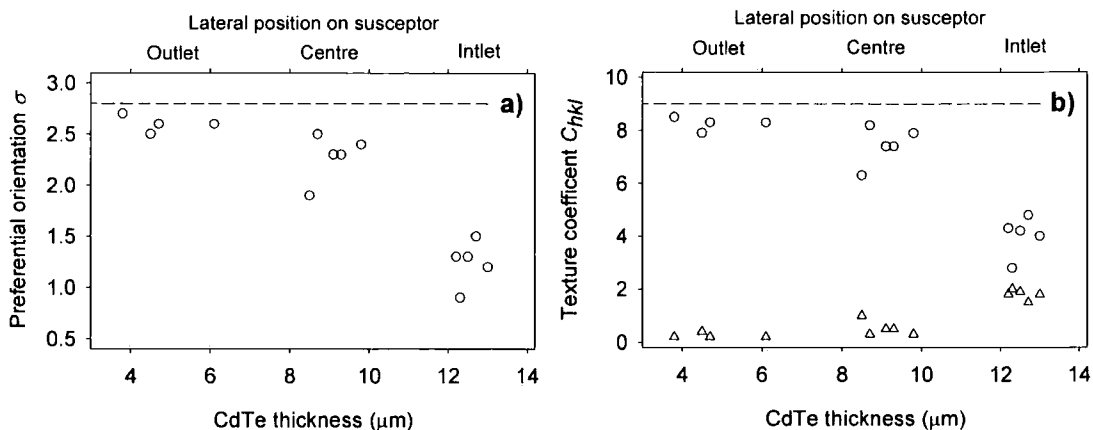 Lateral position on susceptor
Outlet Centre Intlet
3.0
2.5
2.0
1.5
1.0
0.5
Preferential orientation σ
a)
4 6 8 10 12 14
CdTe thickness (μm)
Lateral position on susceptor
Outlet Centre Intlet
10
8
6
4
2
0
Texture coefficent Chkl
b)
4 6 8 10 12 14
CdTe thickness (μm)